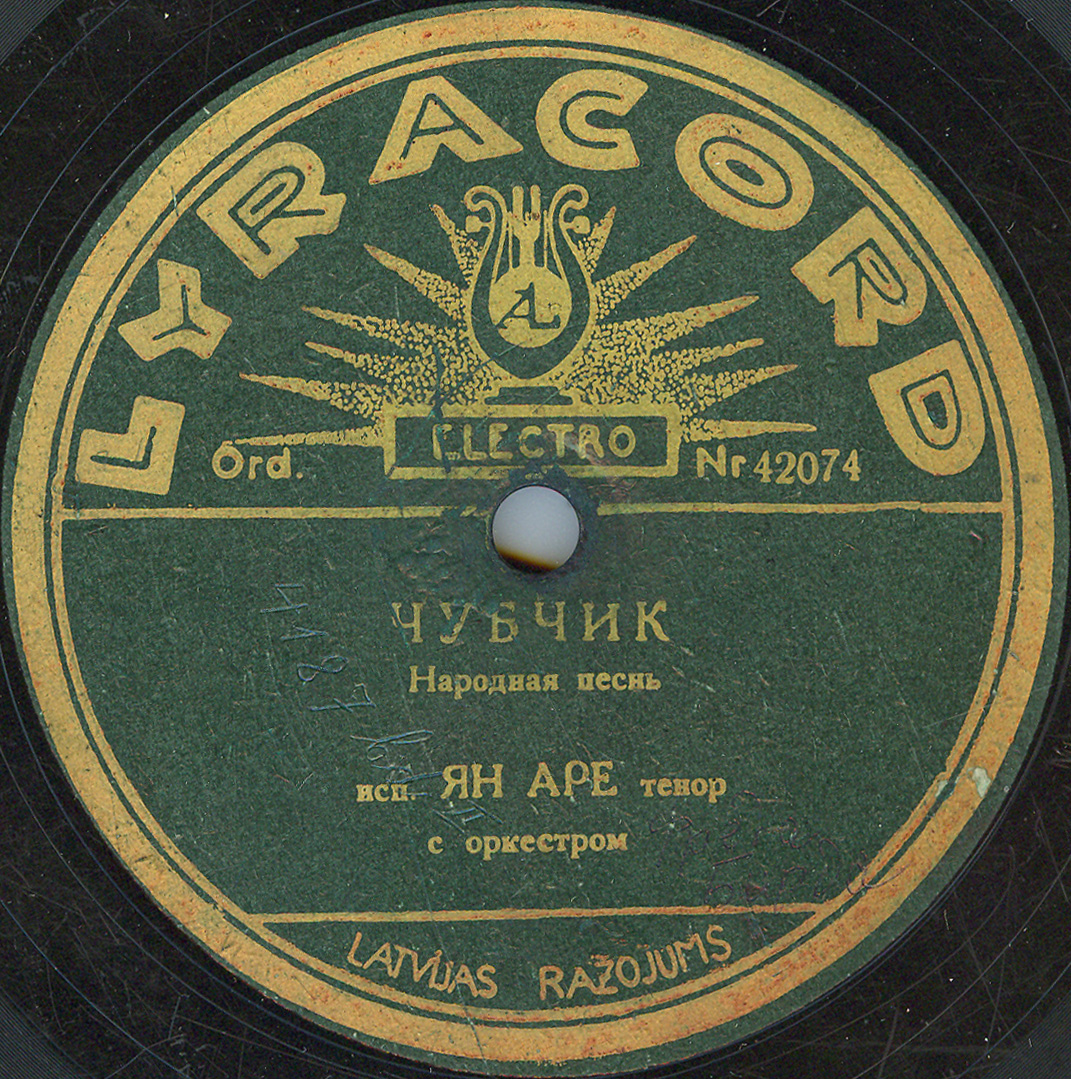 LYRACORD
ELECTRO
Ord. Nr 42074
ЧУБЧИК
Народная песнь
исп. ЯН АРЕ тенор
с оркестром
LATVIJAS RAŽOJUMS